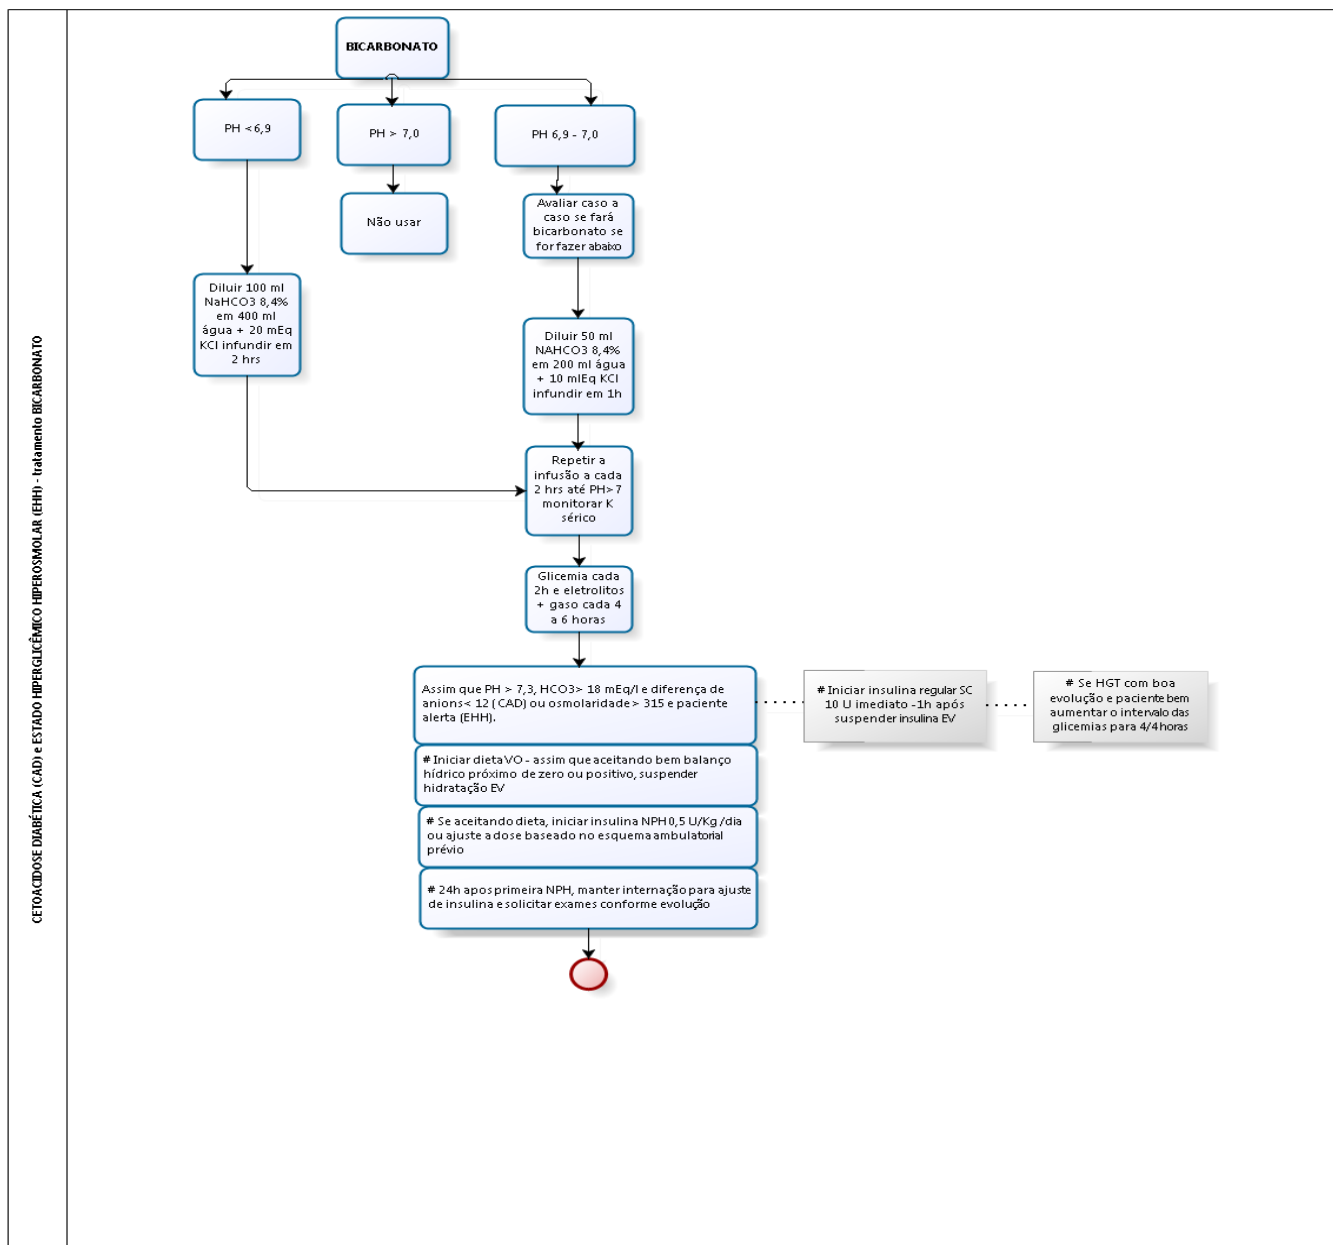 CETOACIDOSE DIABÉTICA (CAD) e ESTADO HIPERGLICÊMICO HIPEROSMOLAR (EHH) - tratamento BICARBONATO
BICARBONATO
PH < 6,9
PH > 7,0
PH 6,9 - 7,0
Não usar
Avaliar caso a
caso se fará
bicarbonato se
for fazer abaixo
Diluir 100 ml
NaHCO3 8,4%
em 400 ml
água + 20 mEq
KCl infundir em
2 hrs
Diluir 50 ml
NAHCO3 8,4%
em 200 ml água
+ 10 mlEq KCl
infundir em 1h
Repetir a
infusão a cada
2 hrs até PH>7
monitorar K
sérico
Glicemia cada
2h e eletrolitos
+ gaso cada 4
a 6 horas
Assim que PH > 7,3, HCO3> 18 mEq/l e diferença de
anions< 12 ( CAD) ou osmolaridade > 315 e paciente
alerta (EHH).
# Iniciar insulina regular SC
10 U imediato -1h após
suspender insulina EV
# Se HGT com boa
evolução e paciente bem
aumentar o intervalo das
glicemias para 4/4horas
# Iniciar dieta VO - assim que aceitando bem balanço
hídrico próximo de zero ou positivo, suspender
hidratação EV
# Se aceitando dieta, iniciar insulina NPH 0,5 U/Kg /dia
ou ajuste a dose baseado no esquema ambulatorial
prévio
# 24h apos primeira NPH, manter internação para ajuste
de insulina e solicitar exames conforme evolução